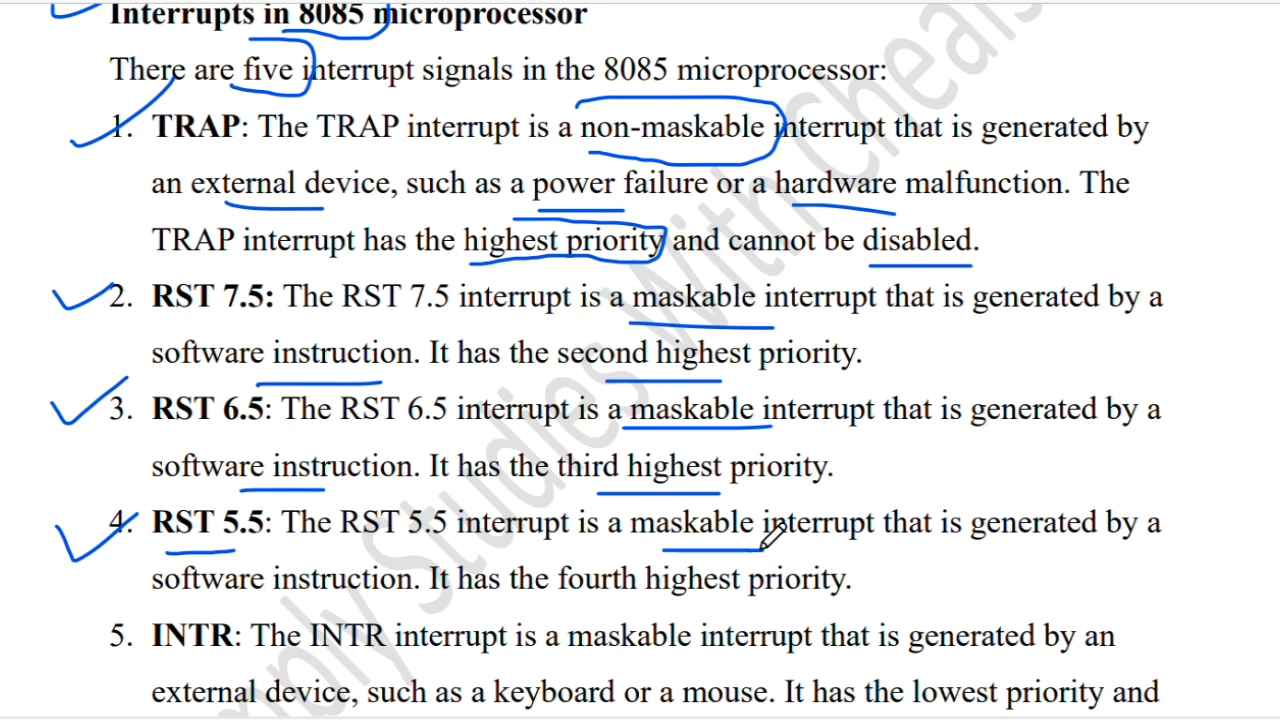 Interrupts in 8085 microprocessor
There are five interrupt signals in the 8085 microprocessor:
1. TRAP: The TRAP interrupt is a non-maskable interrupt that is generated by
an external device, such as a power failure or a hardware malfunction. The
TRAP interrupt has the highest priority and cannot be disabled.
2. RST 7.5: The RST 7.5 interrupt is a maskable interrupt that is generated by a
software instruction. It has the second highest priority.
3. RST 6.5: The RST 6.5 interrupt is a maskable interrupt that is generated by a
software instruction. It has the third highest priority.
4. RST 5.5: The RST 5.5 interrupt is a maskable interrupt that is generated by a
software instruction. It has the fourth highest priority.
5. INTR: The INTR interrupt is a maskable interrupt that is generated by an
external device, such as a keyboard or a mouse. It has the lowest priority and
Studies With